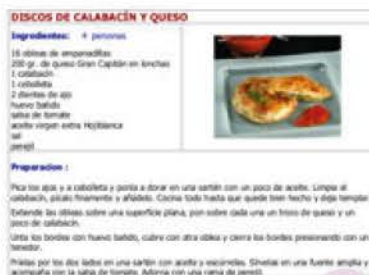 DISCOS DE CALABACÍN Y QUESO
Ingredientes: 4 personas
16 obleas de empanadillas
200 gr. de queso Gran Capitán en lonchas
1 calabacín
1 cebolleta
2 dientes de ajo
huevo batido
salsa de tomate
aceite virgen extra Hojiblanca
sal
perejil
Preparacion :
Pica los ajos y a cebolleta y ponla a dorar en una sartén con un poco de aceite. Limpia el
calabacín, pícalo finamente y añádelo. Cocina todo hasta que quede bien hecho y deja templar
Extiende las obleas sobre una superficie plana, pon sobre cada una un trozo de queso y un
poco de calabacín.
Unta los bordes con huevo batido, cubre con otra oblea y cierra los bordes presionando con un
tenedor.
Fríelas por los dos lados en una sartén con aceite y escúrrelas. Sírvelas en una fuente amplia y
acompaña con la salsa de tomate. Adorna con una rama de perejil.